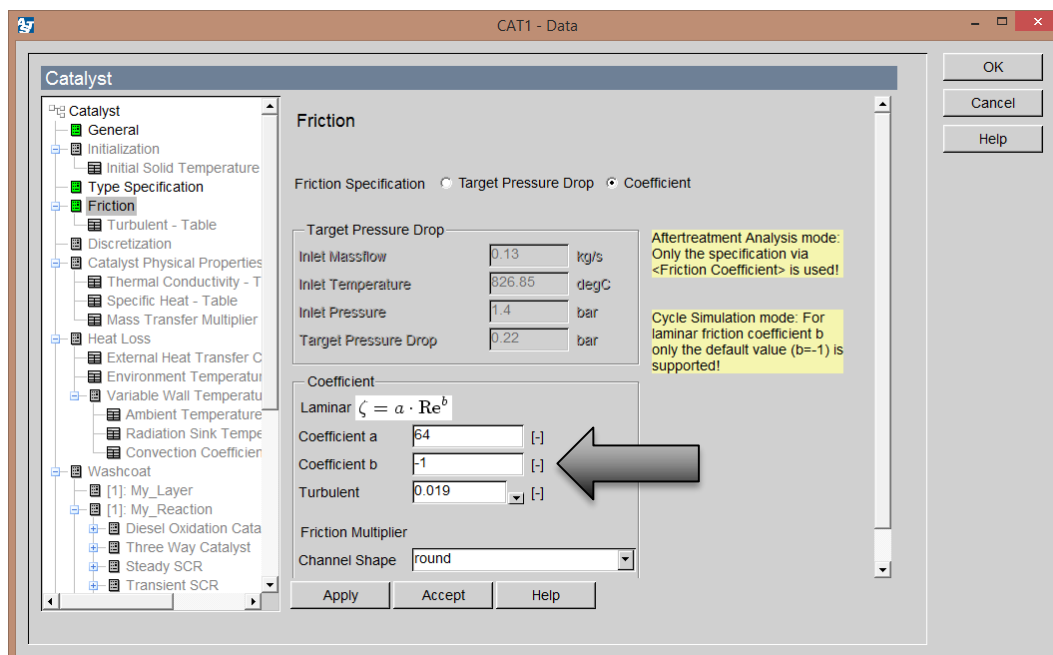 CAT1 - Data
OK
Cancel
Help
Catalyst
Catalyst
General
Initialization
Initial Solid Temperature
Type Specification
Friction
Turbulent - Table
Discretization
Catalyst Physical Properties
Thermal Conductivity - T
Specific Heat - Table
Mass Transfer Multiplier
Heat Loss
External Heat Transfer C
Environment Temperatur
Variable Wall Temperatu
Ambient Temperature
Radiation Sink Tempe
Convection Coefficien
Washcoat
[1]: My_Layer
[1]: My_Reaction
Diesel Oxidation Cata
Three Way Catalyst
Steady SCR
Transient SCR
Friction
Friction Specification Target Pressure Drop Coefficient
Target Pressure Drop
Inlet Massflow 0.13 kg/s
Inlet Temperature 826.85 degC
Inlet Pressure 1.4 bar
Target Pressure Drop 0.22 bar
Aftertreatment Analysis mode:
Only the specification via
<Friction Coefficient> is used!
Cycle Simulation mode: For
laminar friction coefficient b
only the default value (b=-1) is
supported!
Coefficient
Laminar ζ = a · Re^b
Coefficient a 64 [-]
Coefficient b -1 [-]
Turbulent 0.019 [-]
Friction Multiplier
Channel Shape round
Apply Accept Help